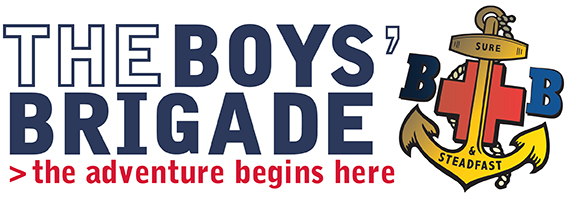 THE BOYS'
BRIGADE
> the adventure begins here
SURE
B B
&
STEADFAST